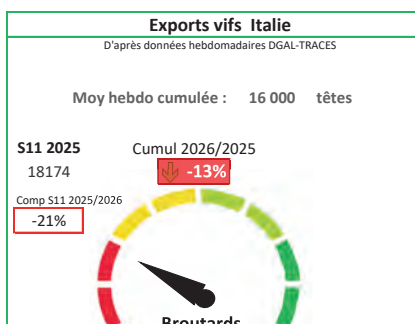 Exports vifs Italie
D'après données hebdomadaires DGAL-TRACES
Moy hebdo cumulée : 16 000 têtes
S11 2025 Cumul 2026/2025
18174 -13%
Comp S11 2025/2026
-21%
Broutards